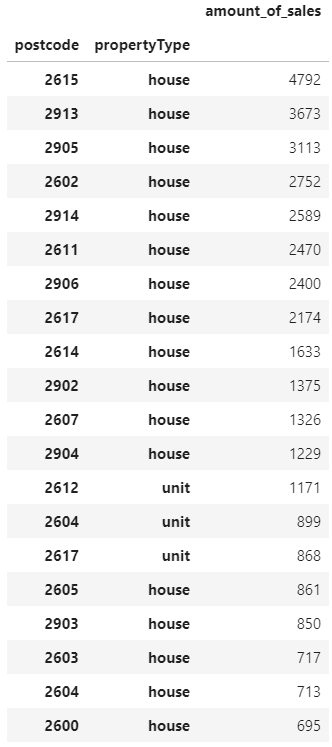 amount_of_sales
postcode propertyType
2615 house 4792
2913 house 3673
2905 house 3113
2602 house 2752
2914 house 2589
2611 house 2470
2906 house 2400
2617 house 2174
2614 house 1633
2902 house 1375
2607 house 1326
2904 house 1229
2612 unit 1171
2604 unit 899
2617 unit 868
2605 house 861
2903 house 850
2603 house 717
2604 house 713
2600 house 695